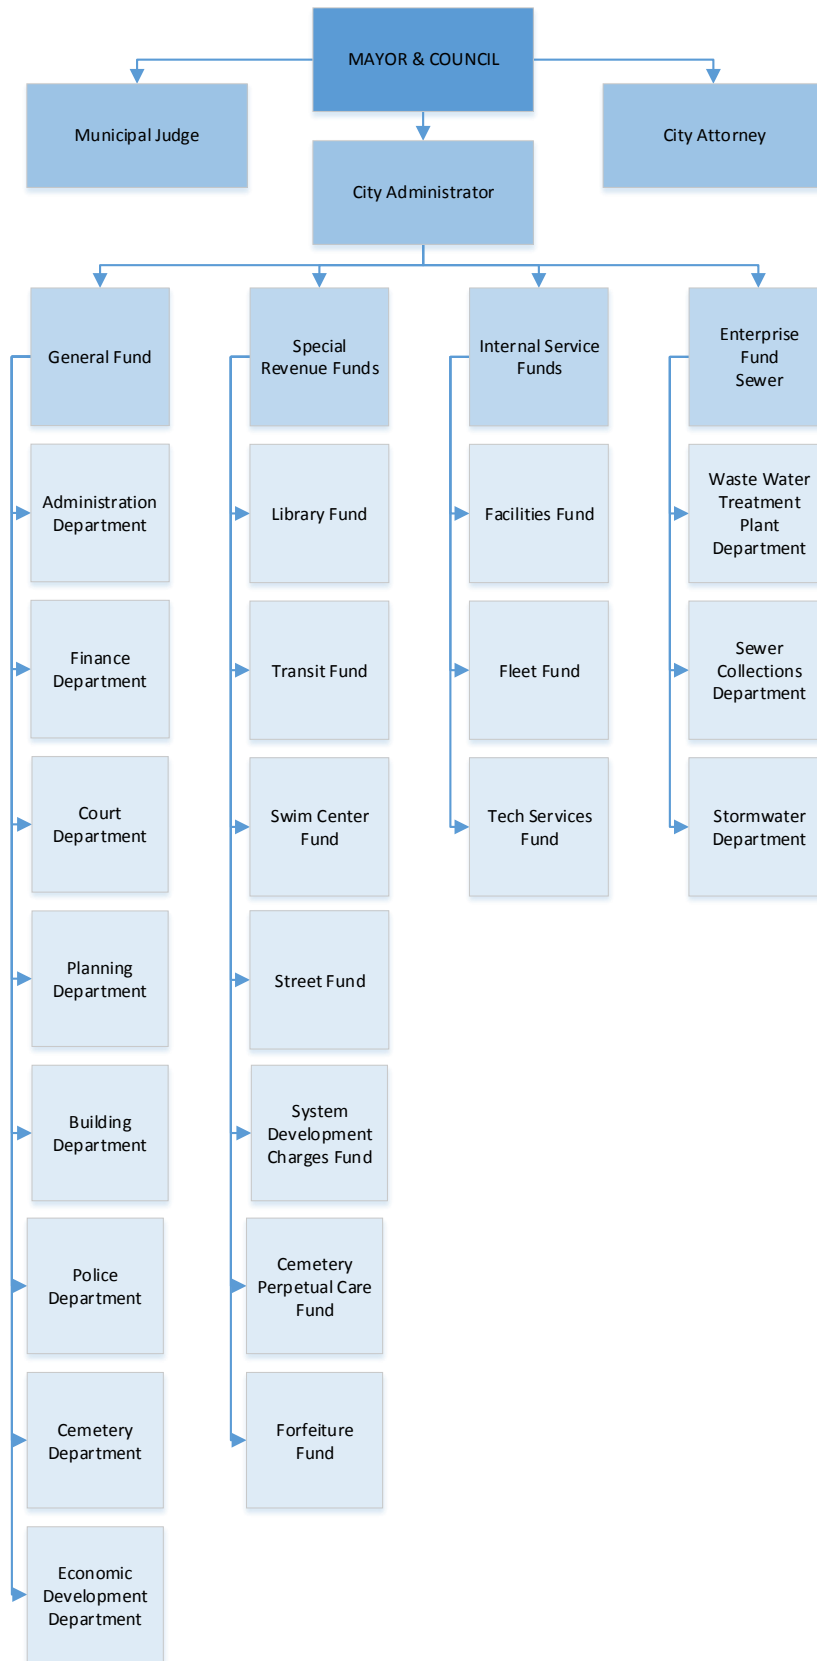 MAYOR & COUNCIL
Municipal Judge
City Attorney
City Administrator
General Fund
Special
Revenue Funds
Internal Service
Funds
Enterprise
Fund
Sewer
Administration
Department
Library Fund
Facilities Fund
Waste Water
Treatment
Plant
Department
Finance
Department
Transit Fund
Fleet Fund
Sewer
Collections
Department
Court
Department
Swim Center
Fund
Tech Services
Fund
Stormwater
Department
Planning
Department
Street Fund
Building
Department
System
Development
Charges Fund
Police
Department
Cemetery
Perpetual Care
Fund
Cemetery
Department
Forfeiture
Fund
Economic
Development
Department